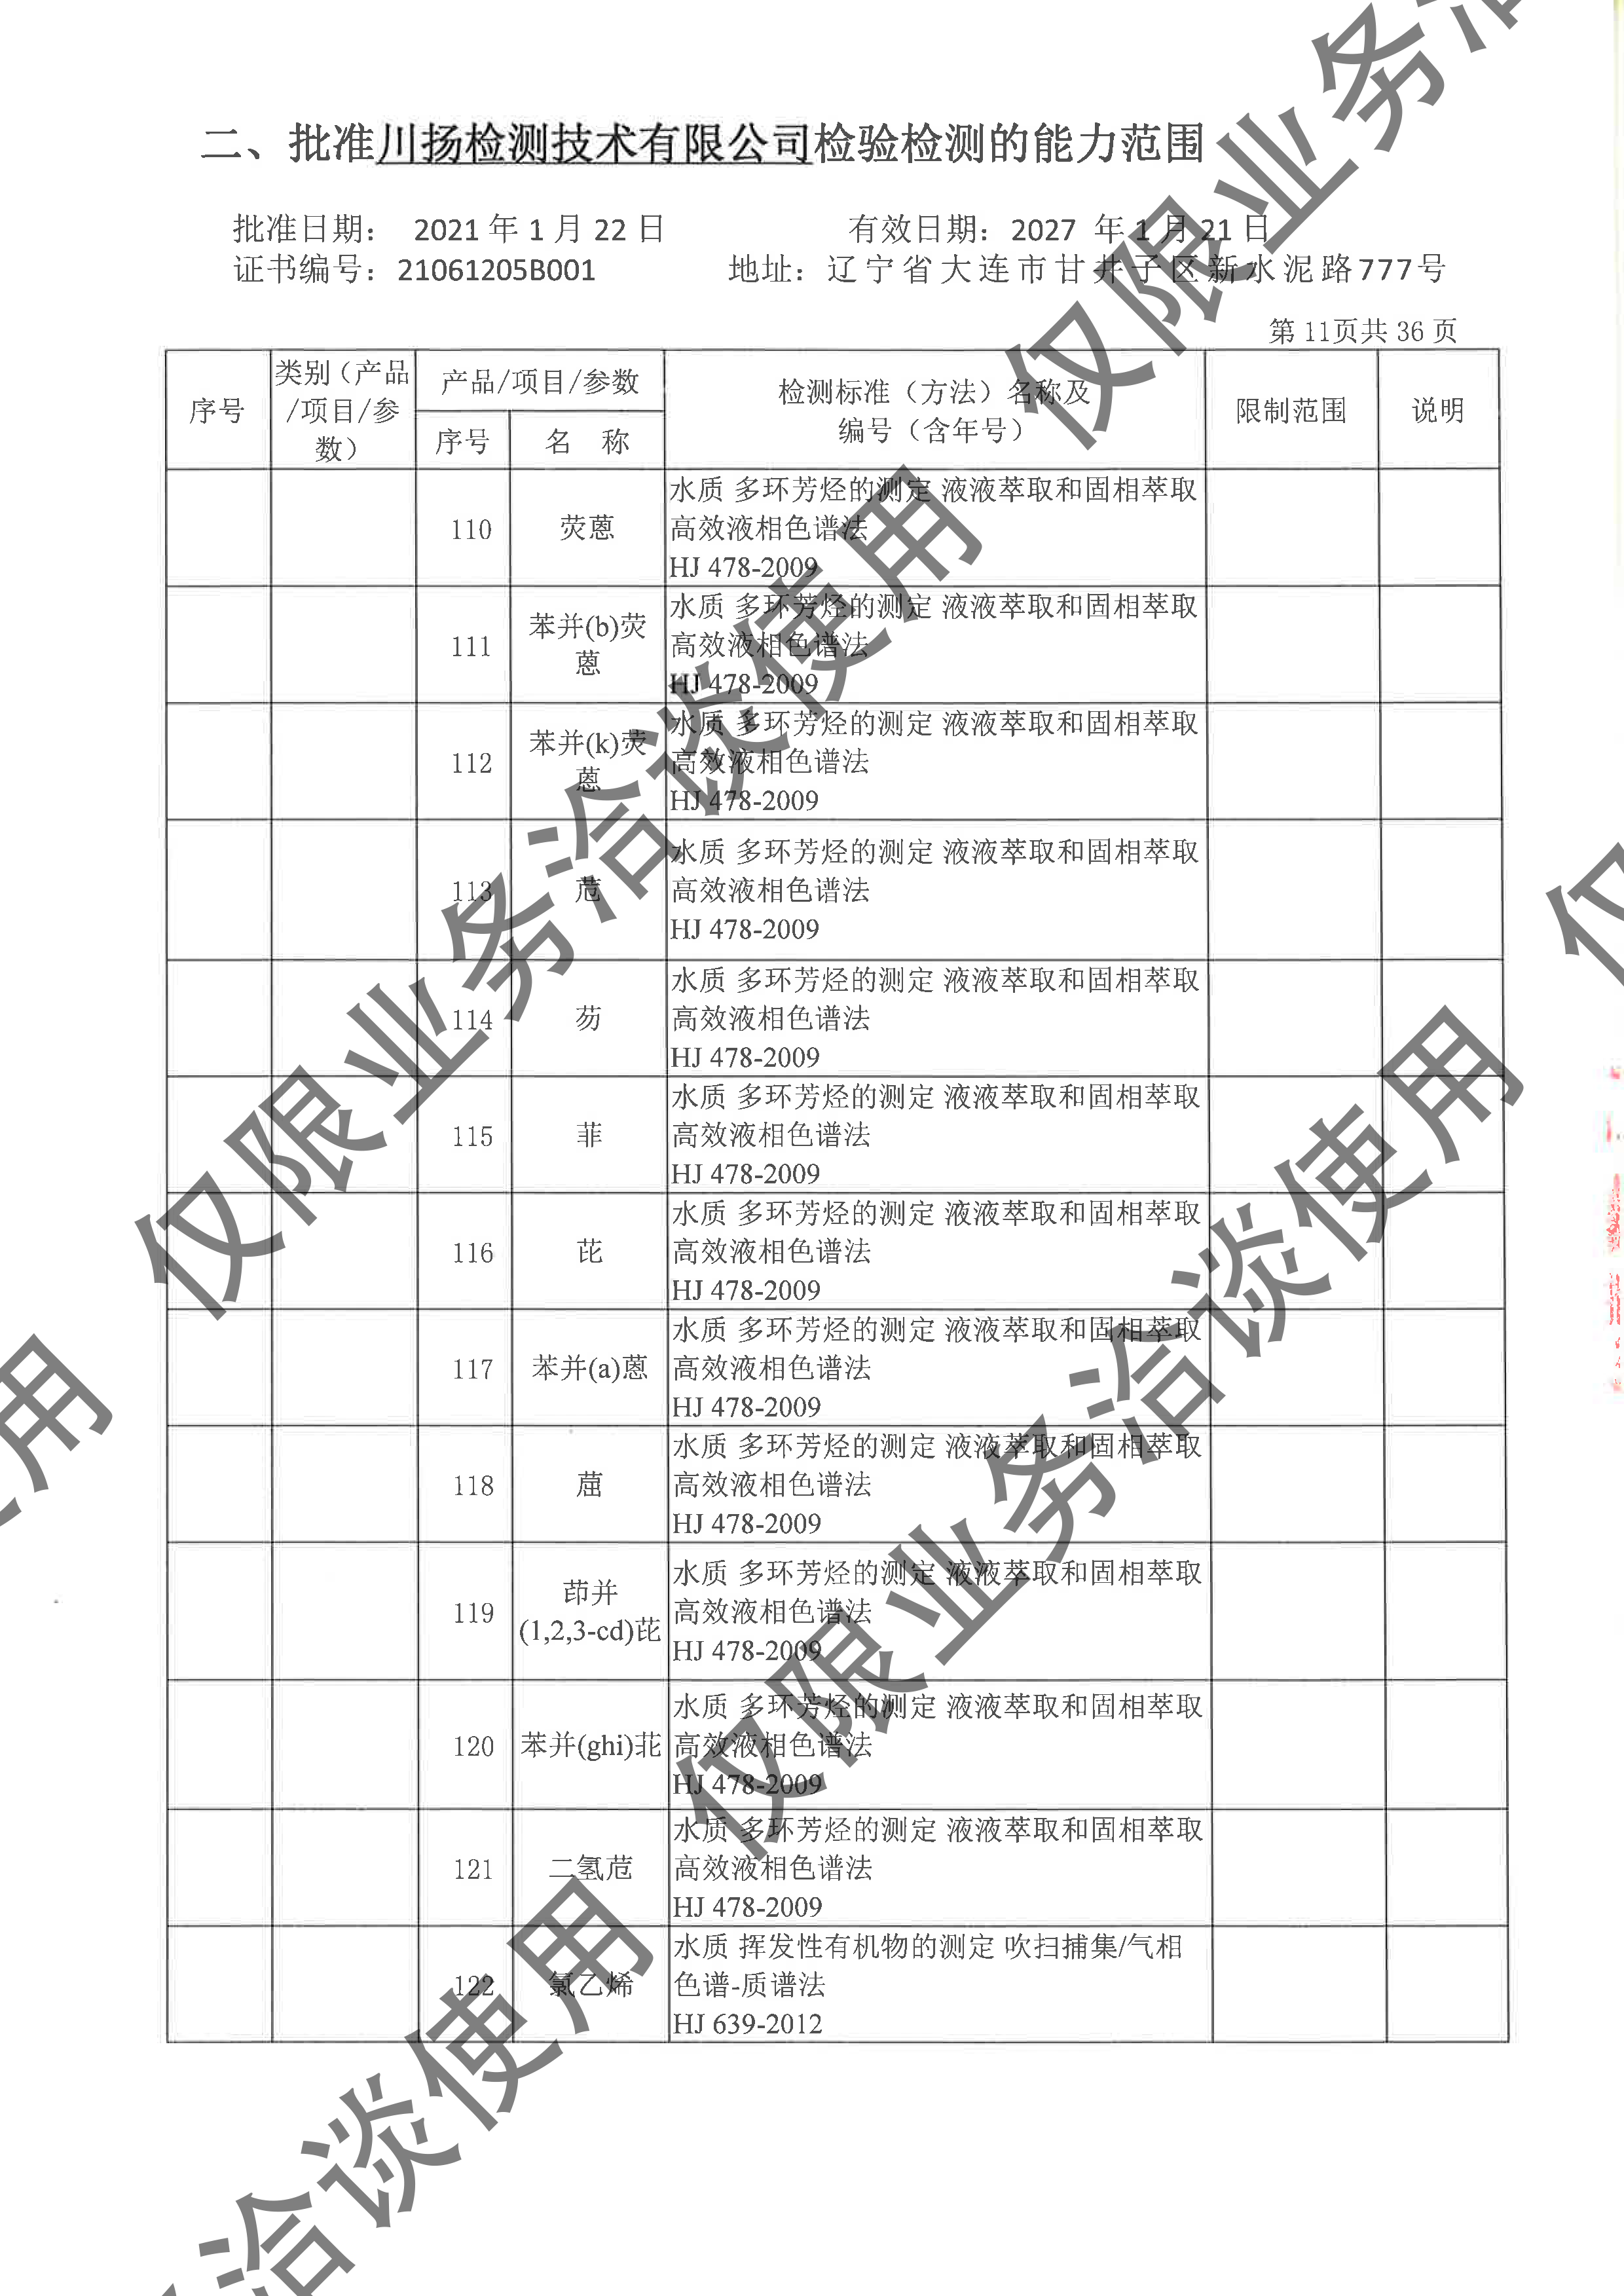 二、批准川扬检测技术有限公司检验检测的能力范围
批准日期： 2021 年 1 月 22 日 有效日期：2027 年 1 月 21 日
证书编号：21061205B001 地址：辽宁省大连市甘井子区新水泥路777号
第 11页共 36 页
序号 类别（产品/项目/参数） 产品/项目/参数 检测标准（方法）名称及 限制范围 说明
序号 名 称 编号（含年号）
110 荧蒽 水质 多环芳烃的测定 液液萃取和固相萃取
高效液相色谱法
HJ 478-2009
111 苯并(b)荧蒽 水质 多环芳烃的测定 液液萃取和固相萃取
高效液相色谱法
HJ 478-2009
112 苯并(k)荧蒽 水质 多环芳烃的测定 液液萃取和固相萃取
高效液相色谱法
HJ 478-2009
113 苊 水质 多环芳烃的测定 液液萃取和固相萃取
高效液相色谱法
HJ 478-2009
114 芴 水质 多环芳烃的测定 液液萃取和固相萃取
高效液相色谱法
HJ 478-2009
115 菲 水质 多环芳烃的测定 液液萃取和固相萃取
高效液相色谱法
HJ 478-2009
116 芘 水质 多环芳烃的测定 液液萃取和固相萃取
高效液相色谱法
HJ 478-2009
117 苯并(a)蒽 水质 多环芳烃的测定 液液萃取和固相萃取
高效液相色谱法
HJ 478-2009
118 䓛 水质 多环芳烃的测定 液液萃取和固相萃取
高效液相色谱法
HJ 478-2009
119 茚并(1,2,3-cd)芘 水质 多环芳烃的测定 液液萃取和固相萃取
高效液相色谱法
HJ 478-2009
120 苯并(ghi)苝 水质 多环芳烃的测定 液液萃取和固相萃取
高效液相色谱法
HJ 478-2009
121 二氢苊 水质 多环芳烃的测定 液液萃取和固相萃取
高效液相色谱法
HJ 478-2009
122 氯乙烯 水质 挥发性有机物的测定 吹扫捕集/气相
色谱-质谱法
HJ 639-2012
仅限业务洽
仅限业务洽谈使用
仅限业务洽谈使用
使用
洽谈使用
仅